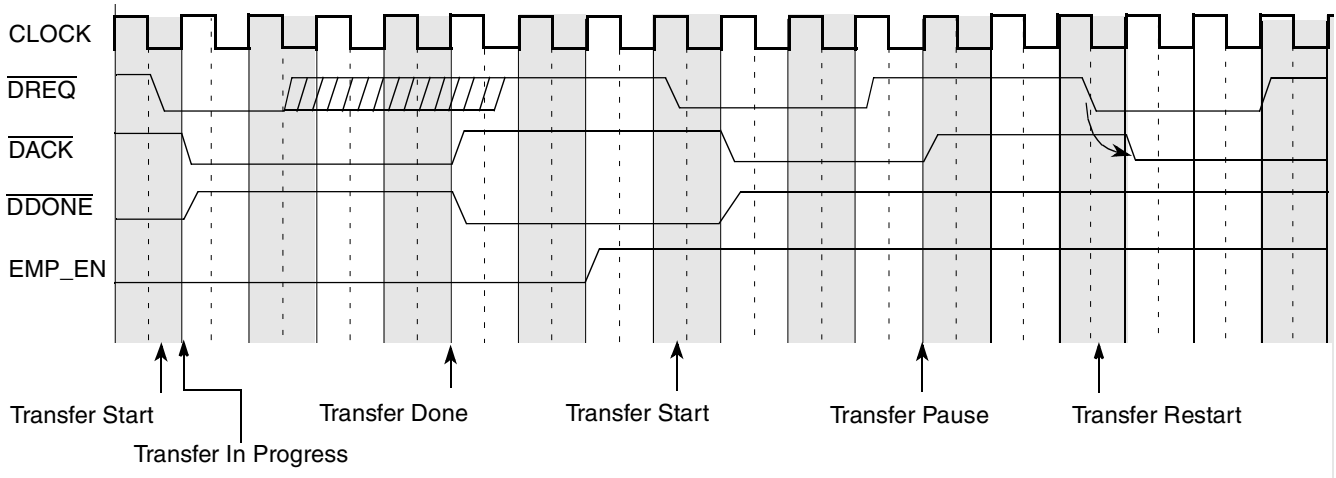 CLOCK
DREQ
DACK
DDONE
EMP_EN
Transfer Start
Transfer In Progress
Transfer Done
Transfer Start
Transfer Pause
Transfer Restart